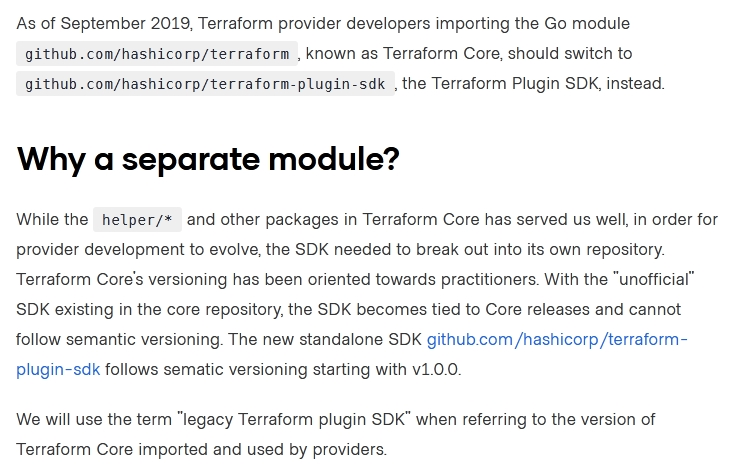 As of September 2019, Terraform provider developers importing the Go module
github.com/hashicorp/terraform , known as Terraform Core, should switch to
github.com/hashicorp/terraform-plugin-sdk , the Terraform Plugin SDK, instead.
Why a separate module?
While the helper/* and other packages in Terraform Core has served us well, in order for
provider development to evolve, the SDK needed to break out into its own repository.
Terraform Core's versioning has been oriented towards practitioners. With the "unofficial"
SDK existing in the core repository, the SDK becomes tied to Core releases and cannot
follow semantic versioning. The new standalone SDK github.com/hashicorp/terraform-
plugin-sdk follows sematic versioning starting with v1.0.0.
We will use the term "legacy Terraform plugin SDK" when referring to the version of
Terraform Core imported and used by providers.